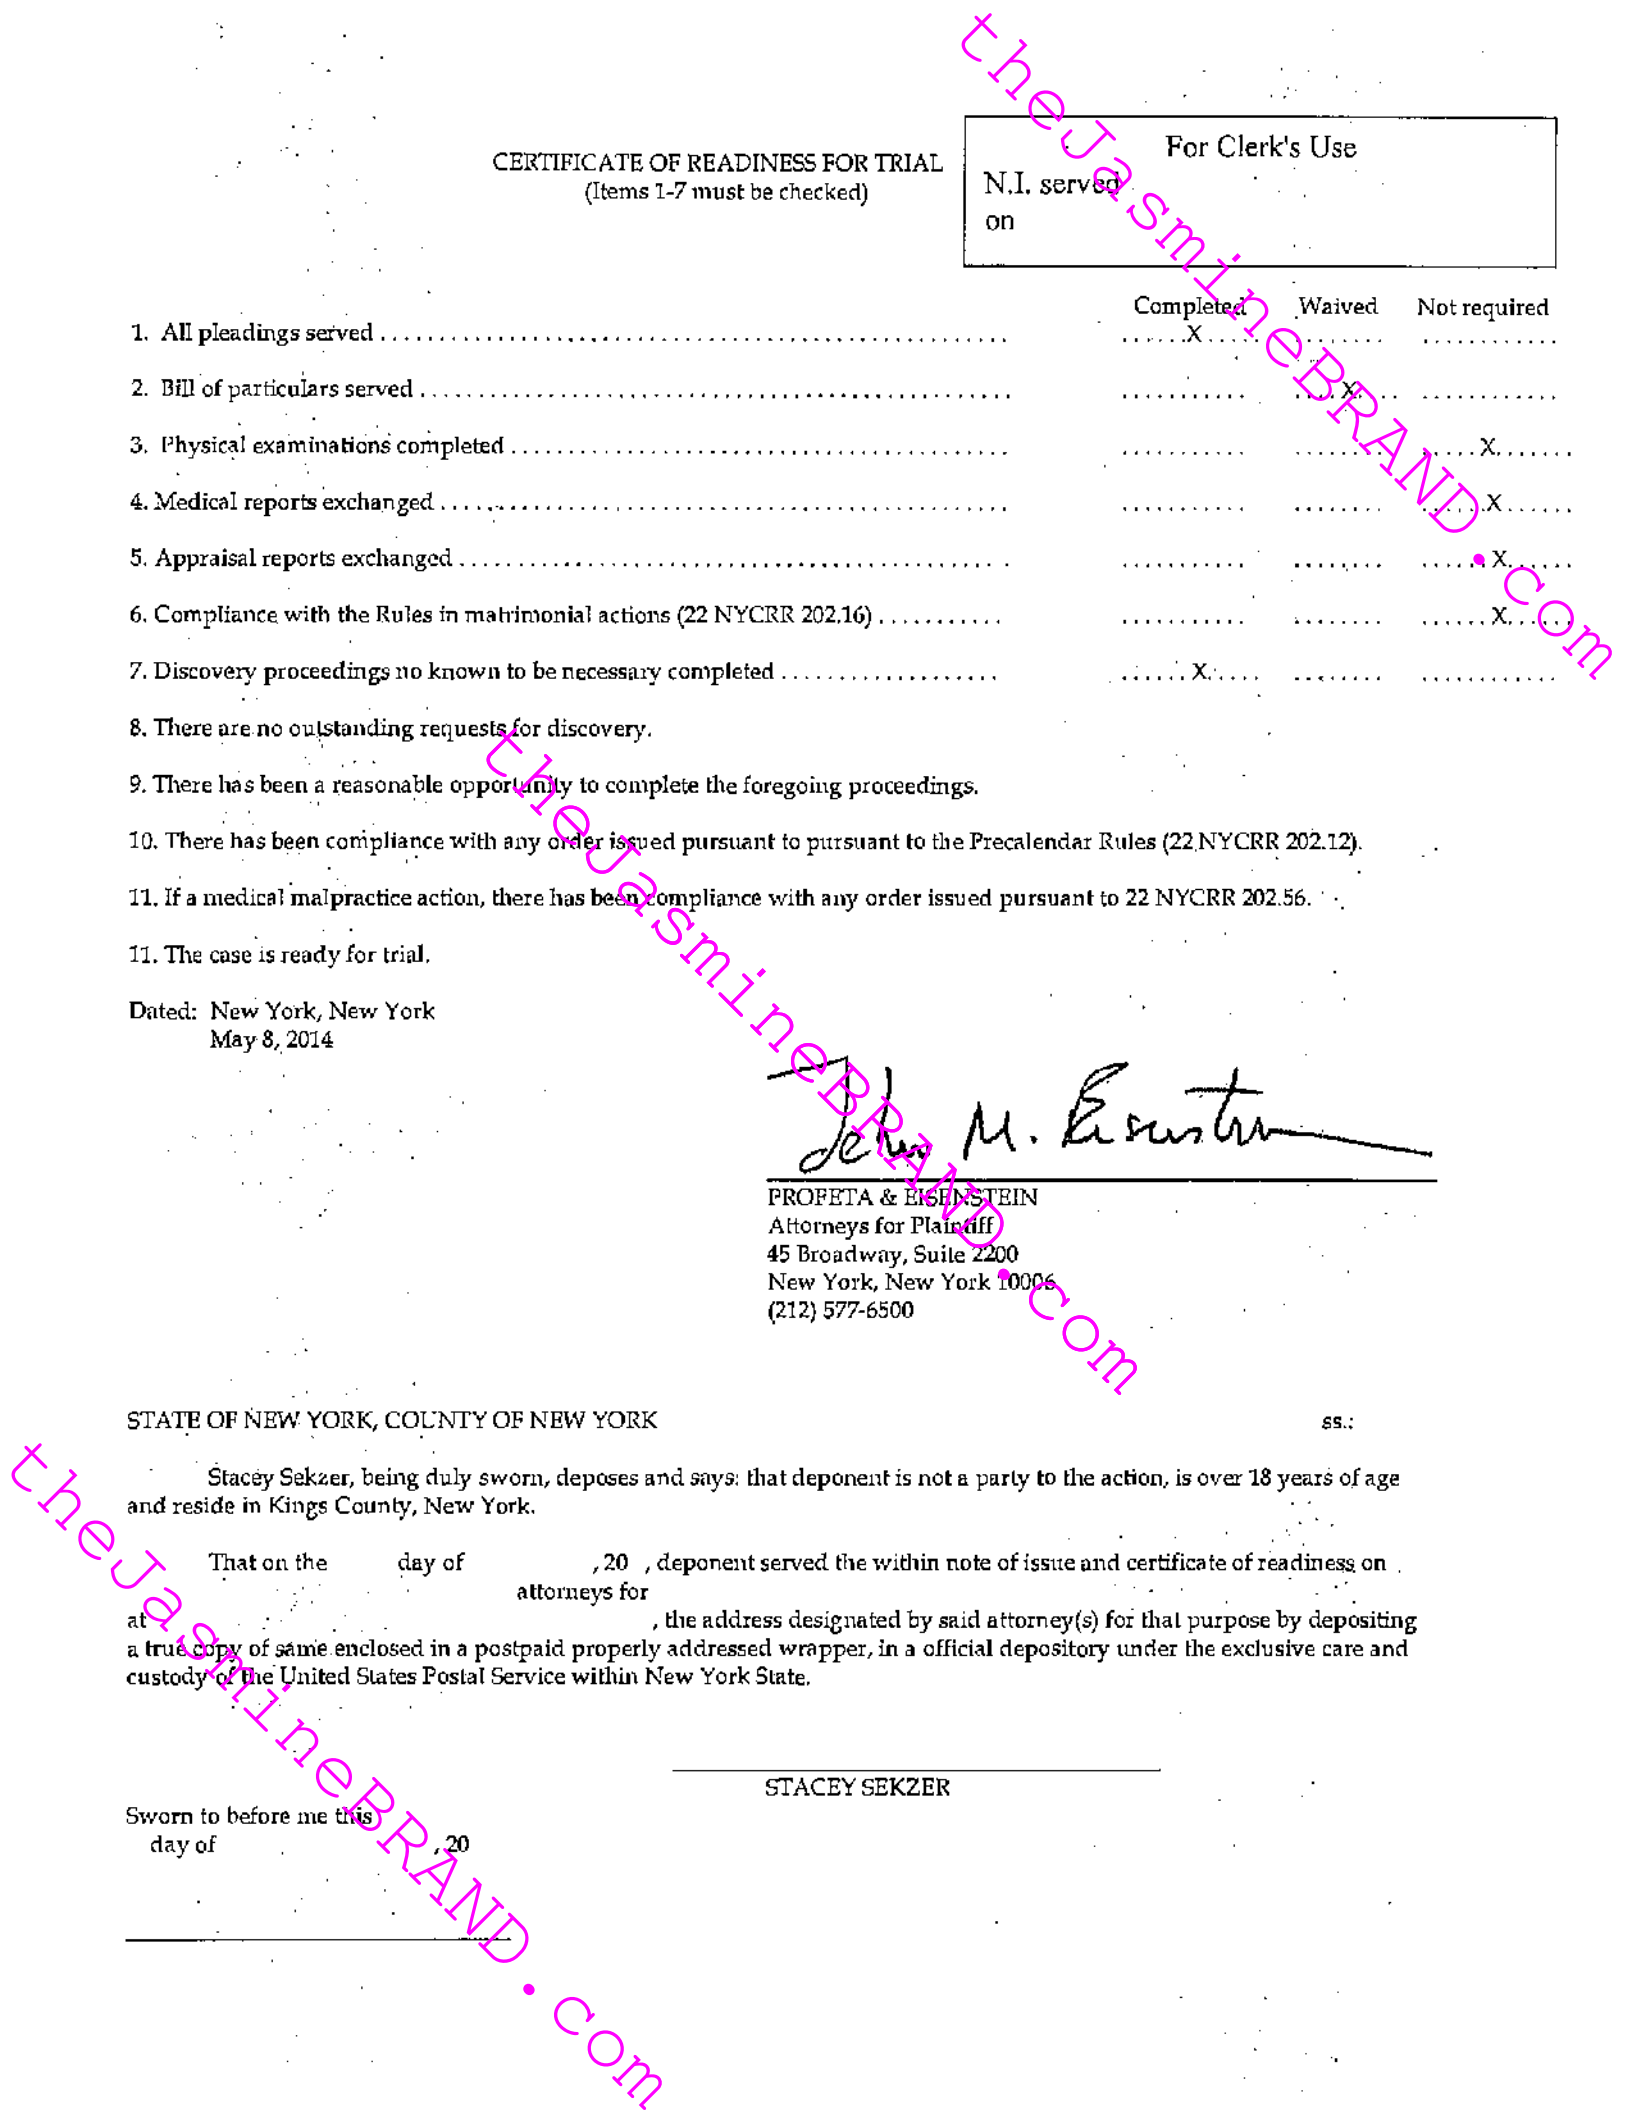 CERTIFICATE OF READINESS FOR TRIAL
(Items 1-7 must be checked)
For Clerk's Use
N.I. served
on
Completed Waived Not required
1. All pleadings served ..... X ..... ..... .....
2. Bill of particulars served ..... ..... X ..... .....
3. Physical examinations completed ..... ..... ..... X .....
4. Medical reports exchanged ..... ..... ..... X .....
5. Appraisal reports exchanged ..... ..... ..... X .....
6. Compliance with the Rules in matrimonial actions (22 NYCRR 202.16) ..... ..... ..... X .....
7. Discovery proceedings no known to be necessary completed ..... X ..... ..... .....
8. There are no outstanding requests for discovery.
9. There has been a reasonable opportunity to complete the foregoing proceedings.
10. There has been compliance with any order issued pursuant to pursuant to the Precalendar Rules (22 NYCRR 202.12).
11. If a medical malpractice action, there has been compliance with any order issued pursuant to 22 NYCRR 202.56.
11. The case is ready for trial.
Dated: New York, New York
May 8, 2014
John M. Eisenstein
PROFETA & EISENSTEIN
Attorneys for Plaintiff
45 Broadway, Suite 2200
New York, New York 10006
(212) 577-6500
STATE OF NEW YORK, COUNTY OF NEW YORK ss.:
Stacey Sekzer, being duly sworn, deposes and says: that deponent is not a party to the action, is over 18 years of age
and reside in Kings County, New York.
That on the day of , 20 , deponent served the within note of issue and certificate of readiness on
attorneys for
at , the address designated by said attorney(s) for that purpose by depositing
a true copy of same enclosed in a postpaid properly addressed wrapper, in a official depository under the exclusive care and
custody of the United States Postal Service within New York State.
STACEY SEKZER
Sworn to before me this
day of , 20
theJasmineBRAND.com
theJasmineBRAND.com
theJasmineBRAND.com